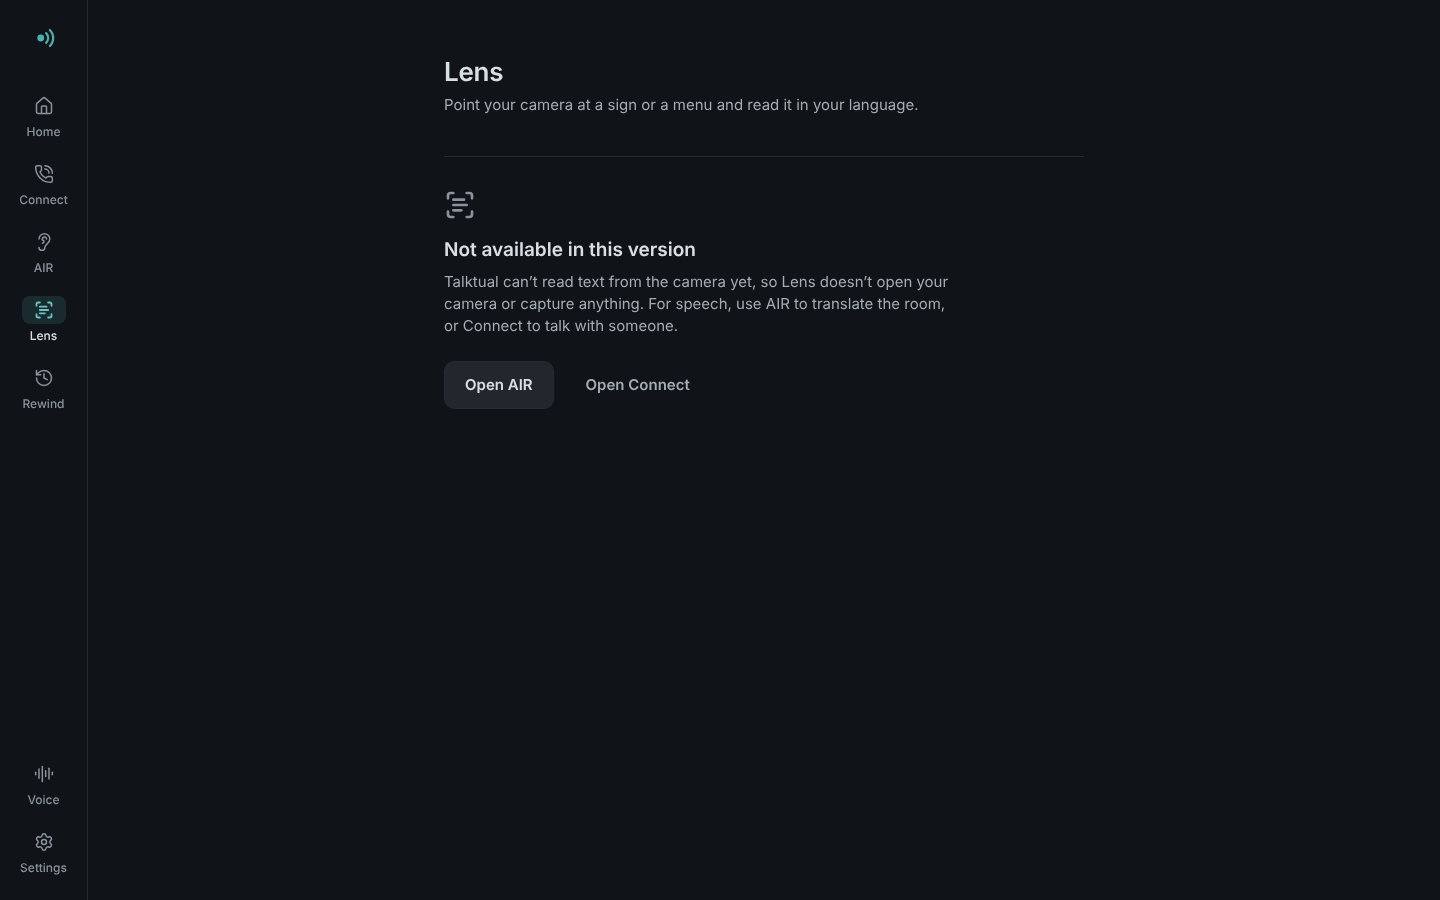 Home
Connect
AIR
Lens
Rewind
Voice
Settings
Lens
Point your camera at a sign or a menu and read it in your language.
Not available in this version
Talktual can’t read text from the camera yet, so Lens doesn’t open your
camera or capture anything. For speech, use AIR to translate the room,
or Connect to talk with someone.
Open AIR
Open Connect